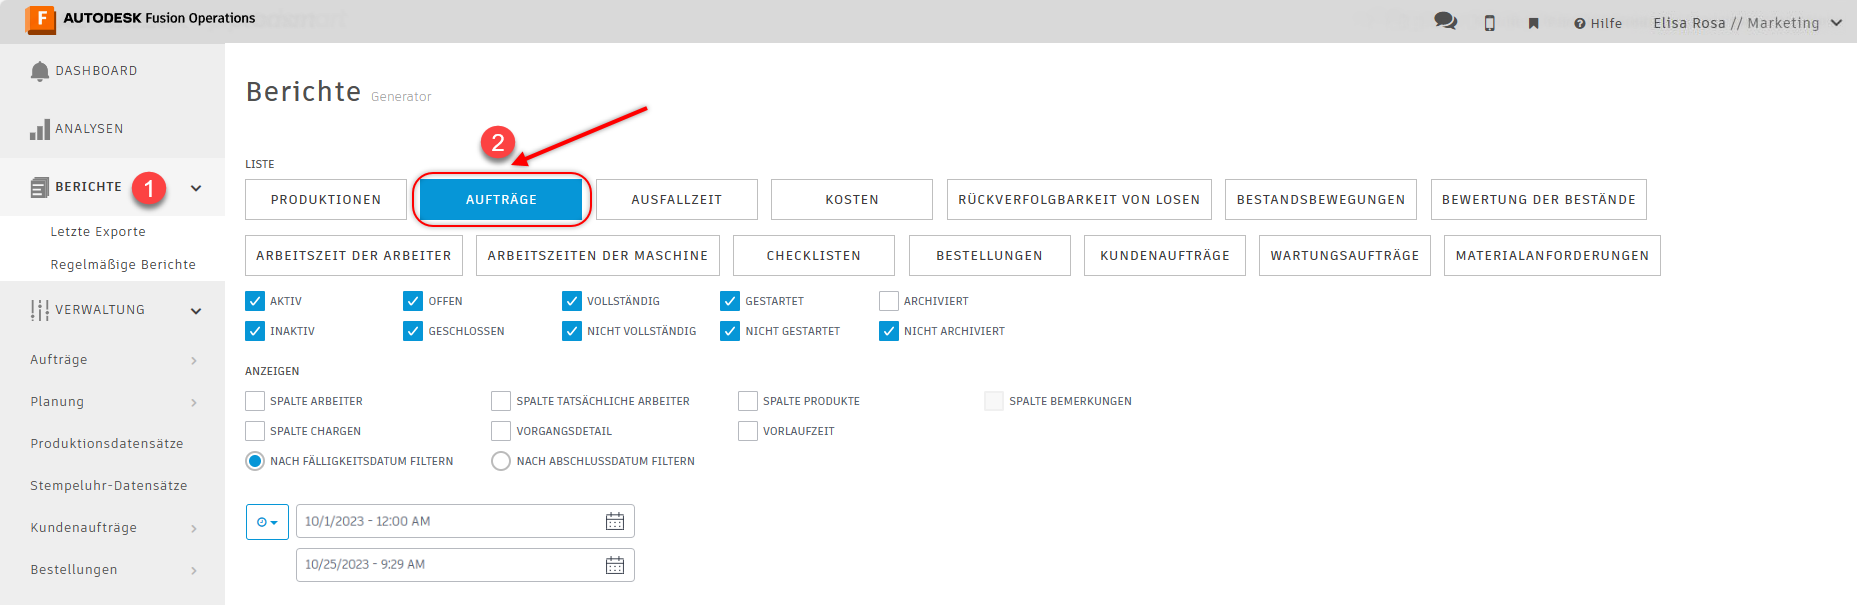 F AUTODESK Fusion Operations
Hilfe
Elisa Rosa // Marketing
DASHBOARD
ANALYSEN
BERICHTE 1
Letzte Exporte
Regelmäßige Berichte
VERWALTUNG
Aufträge
Planung
Produktionsdatensätze
Stempeluhr-Datensätze
Kundenaufträge
Bestellungen
Berichte Generator
2
LISTE
PRODUKTIONEN AUFTRÄGE AUSFALLZEIT KOSTEN RÜCKVERFOLGBARKEIT VON LOSEN BESTANDSBEWEGUNGEN BEWERTUNG DER BESTÄNDE
ARBEITSZEIT DER ARBEITER ARBEITSZEITEN DER MASCHINE CHECKLISTEN BESTELLUNGEN KUNDENAUFTRÄGE WARTUNGSAUFTRÄGE MATERIALANFORDERUNGEN
AKTIV OFFEN VOLLSTÄNDIG GESTARTET ARCHIVIERT
INAKTIV GESCHLOSSEN NICHT VOLLSTÄNDIG NICHT GESTARTET NICHT ARCHIVIERT
ANZEIGEN
SPALTE ARBEITER SPALTE TATSÄCHLICHE ARBEITER SPALTE PRODUKTE SPALTE BEMERKUNGEN
SPALTE CHARGEN VORGANGSDETAIL VORLAUFZEIT
NACH FÄLLIGKEITSDATUM FILTERN NACH ABSCHLUSSDATUM FILTERN
10/1/2023 - 12:00 AM
10/25/2023 - 9:29 AM